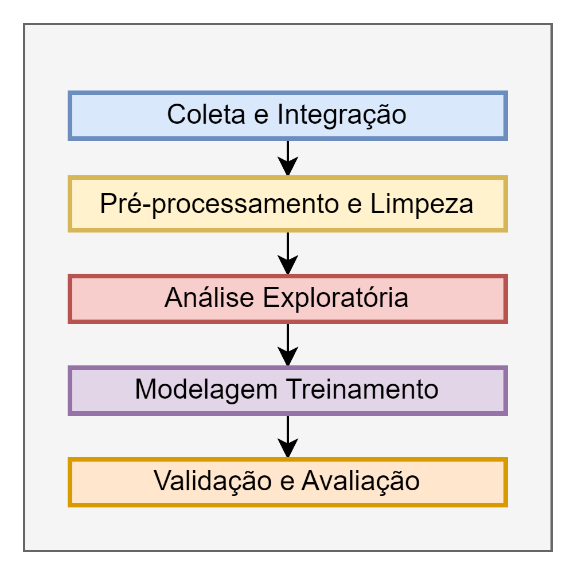 Coleta e Integração
Pré-processamento e Limpeza
Análise Exploratória
Modelagem Treinamento
Validação e Avaliação